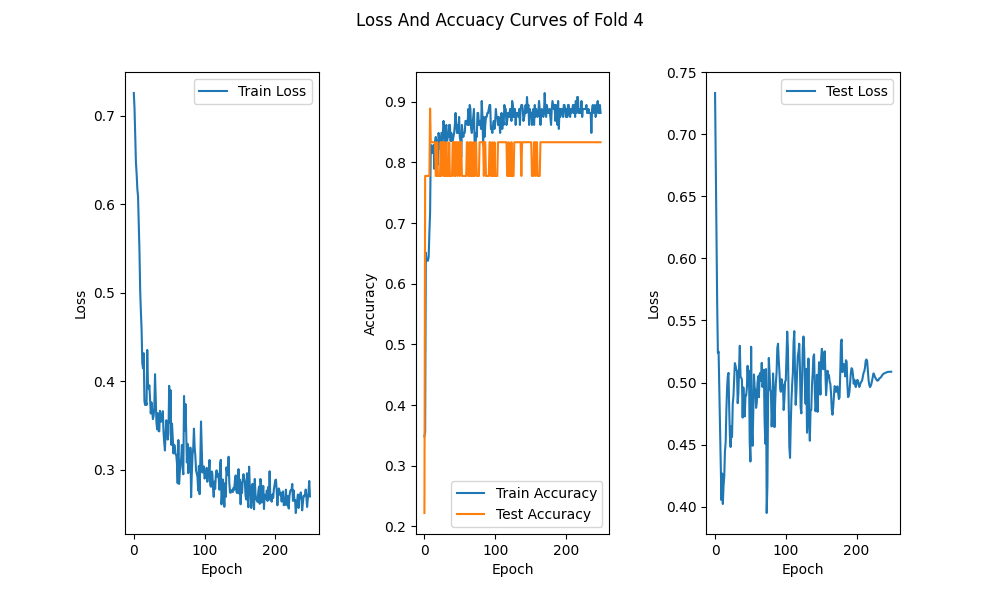 Loss And Accuacy Curves of Fold 4
Train Loss
Loss
0.7
0.6
0.5
0.4
0.3
0 100 200
Epoch
Accuracy
0.9
0.8
0.7
0.6
0.5
0.4
0.3
0.2
Train Accuracy
Test Accuracy
0 100 200
Epoch
Test Loss
Loss
0.75
0.70
0.65
0.60
0.55
0.50
0.45
0.40
0 100 200
Epoch